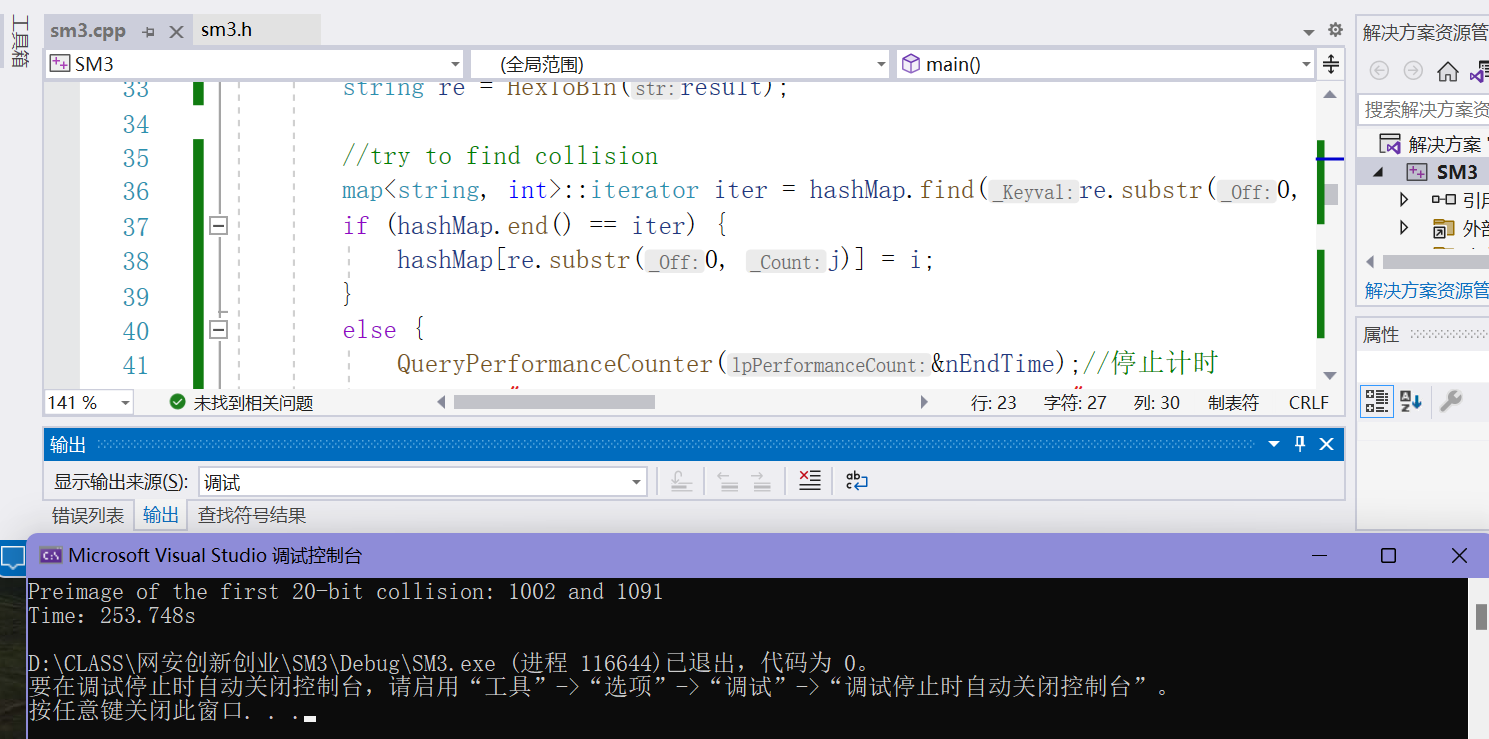 工具箱
sm3.cpp
sm3.h
SM3
(全局范围)
main()
解决方案资源管
33 string re = HexToBin(str:result);
34
35 //try to find collision
36 map<string, int>::iterator iter = hashMap.find(_Keyval:re.substr(_Off:0,
37 if (hashMap.end() == iter) {
38 hashMap[re.substr(_Off:0, _Count:j)] = i;
39 }
40 else {
41 QueryPerformanceCounter(lpPerformanceCount:&nEndTime);//停止计时
搜索解决方案资
解决方案
SM3
引用
外部
解决方案资源管
属性
141 %
未找到相关问题
行: 23
字符: 27
列: 30
制表符
CRLF
输出
显示输出来源(S):
调试
错误列表
输出
查找符号结果
Microsoft Visual Studio 调试控制台
Preimage of the first 20-bit collision: 1002 and 1091
Time: 253.748s
D:\CLASS\网安创新创业\SM3\Debug\SM3.exe (进程 116644)已退出，代码为 0。
要在调试停止时自动关闭控制台，请启用“工具”->“选项”->“调试”->“调试停止时自动关闭控制台”。
按任意键关闭此窗口. . .